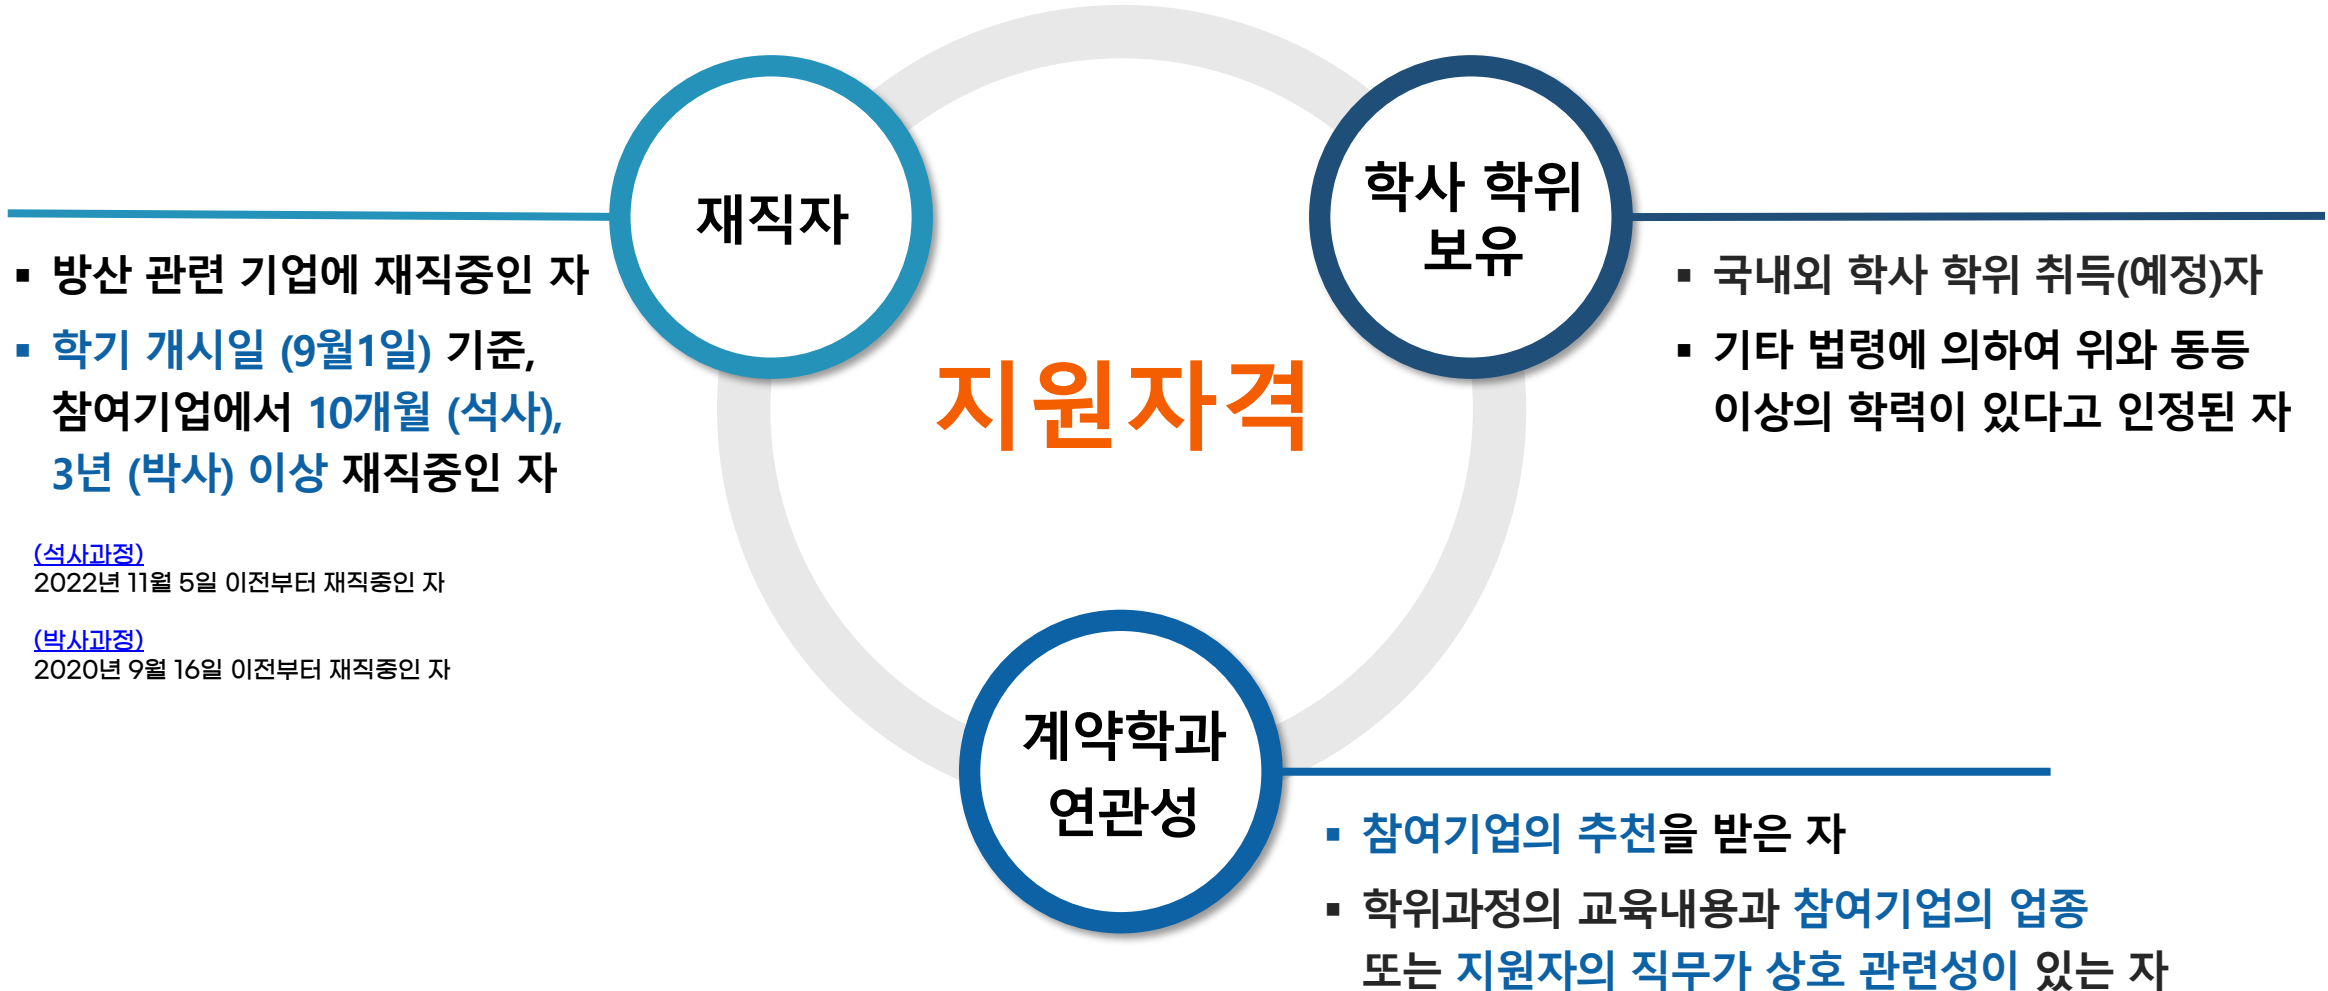 재직자
▪ 방산 관련 기업에 재직중인 자
▪ 학기 개시일 (9월1일) 기준,
참여기업에서 10개월 (석사),
3년 (박사) 이상 재직중인 자
(석사과정)
2022년 11월 5일 이전부터 재직중인 자
(박사과정)
2020년 9월 16일 이전부터 재직중인 자
지원자격
학사 학위
보유
▪ 국내외 학사 학위 취득(예정)자
▪ 기타 법령에 의하여 위와 동등
이상의 학력이 있다고 인정된 자
계약학과
연관성
▪ 참여기업의 추천을 받은 자
▪ 학위과정의 교육내용과 참여기업의 업종
또는 지원자의 직무가 상호 관련성이 있는 자